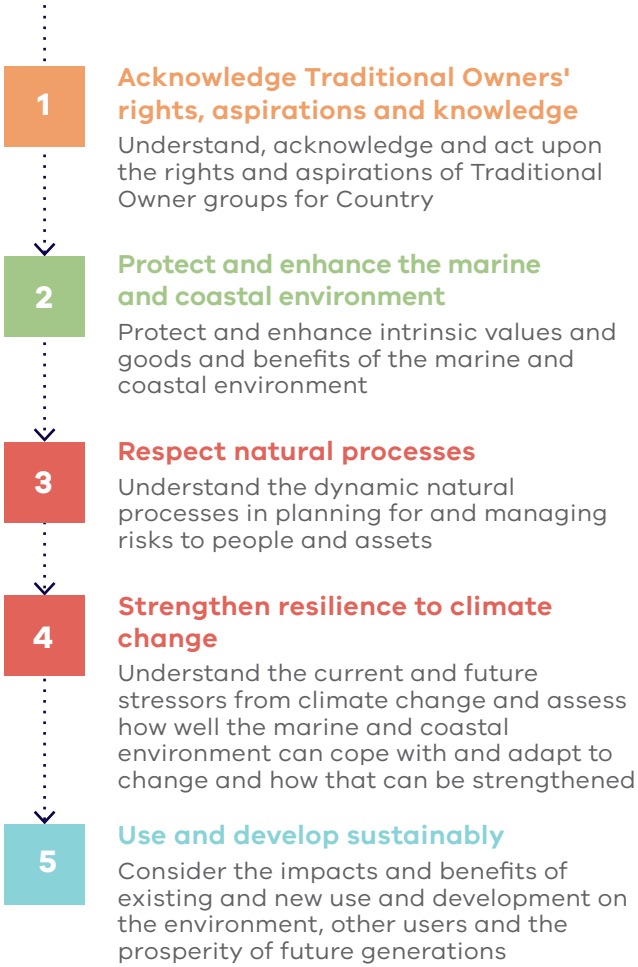 1
Acknowledge Traditional Owners'
rights, aspirations and knowledge
Understand, acknowledge and act upon
the rights and aspirations of Traditional
Owner groups for Country
2
Protect and enhance the marine
and coastal environment
Protect and enhance intrinsic values and
goods and benefits of the marine and
coastal environment
3
Respect natural processes
Understand the dynamic natural
processes in planning for and managing
risks to people and assets
4
Strengthen resilience to climate
change
Understand the current and future
stressors from climate change and assess
how well the marine and coastal
environment can cope with and adapt to
change and how that can be strengthened
5
Use and develop sustainably
Consider the impacts and benefits of
existing and new use and development on
the environment, other users and the
prosperity of future generations